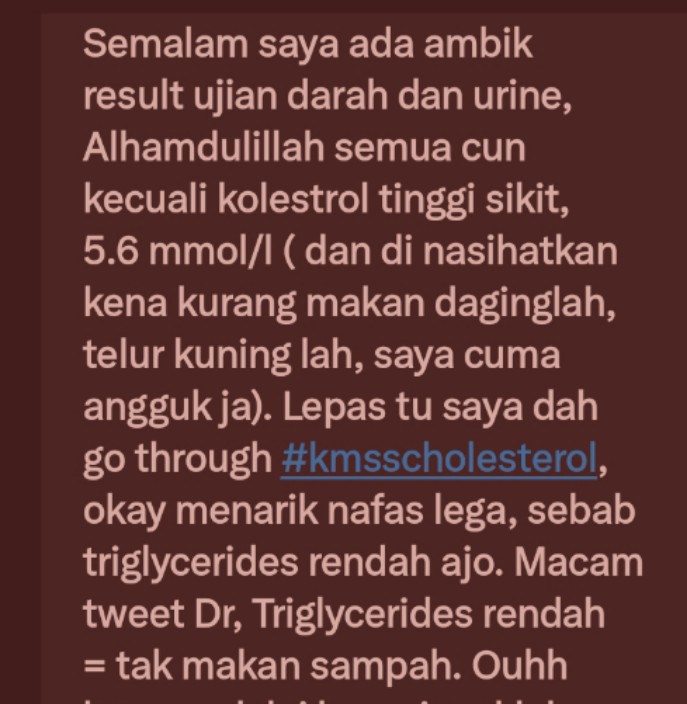 Semalam saya ada ambik
result ujian darah dan urine,
Alhamdulillah semua cun
kecuali kolestrol tinggi sikit,
5.6 mmol/l ( dan di nasihatkan
kena kurang makan daginglah,
telur kuning lah, saya cuma
angguk ja). Lepas tu saya dah
go through #kmsscholesterol,
okay menarik nafas lega, sebab
triglycerides rendah ajo. Macam
tweet Dr, Triglycerides rendah
= tak makan sampah. Ouhh